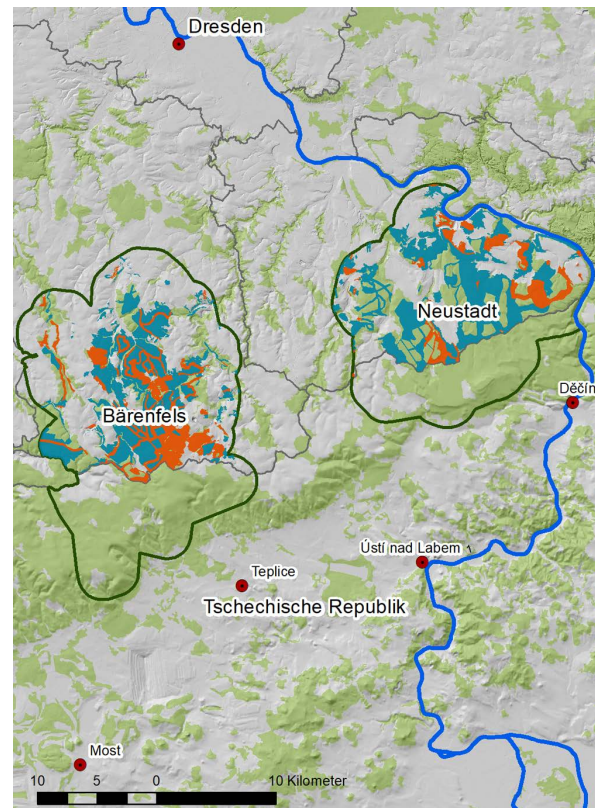 Dresden
Neustadt
Děčín
Bärenfels
Ústí nad Labem
Teplice
Tschechische Republik
Most
10 5 0 10 Kilometer